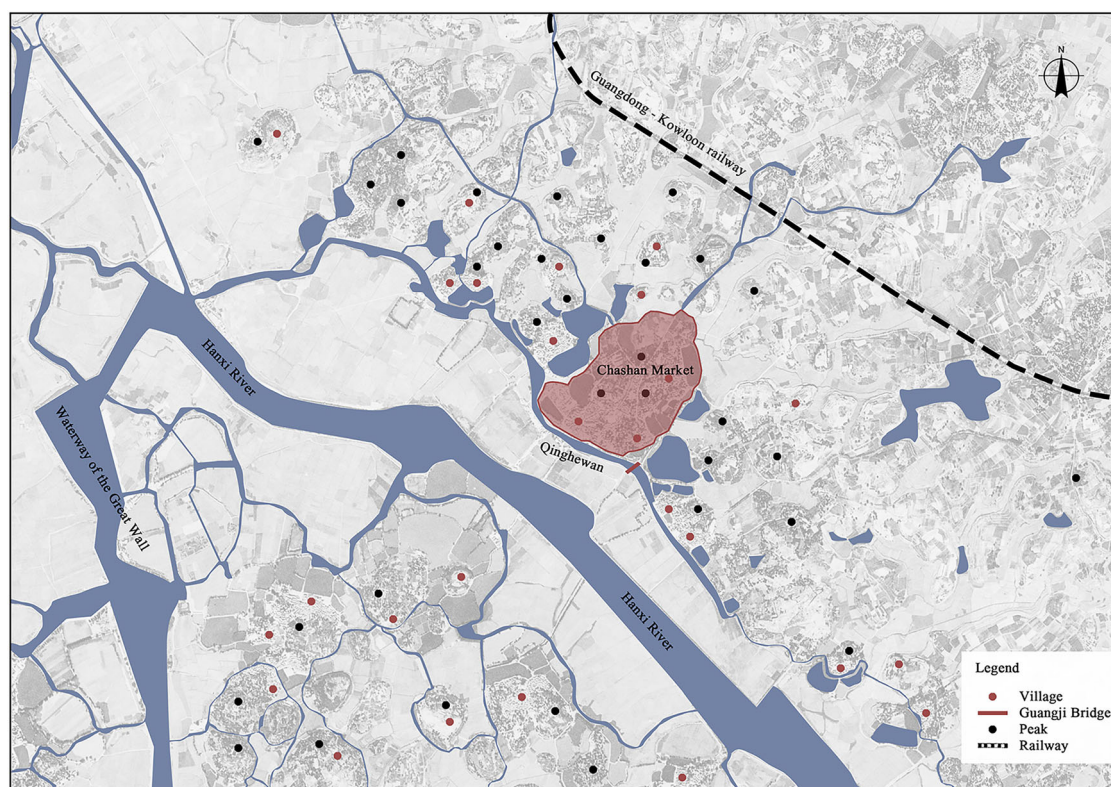 N
Guangdong - Kowloon railway
Hanxi River
Chashan Market
Waterway of the Great Wall
Qinghewan
Hanxi River
Legend
Village
Guangji Bridge
Peak
Railway